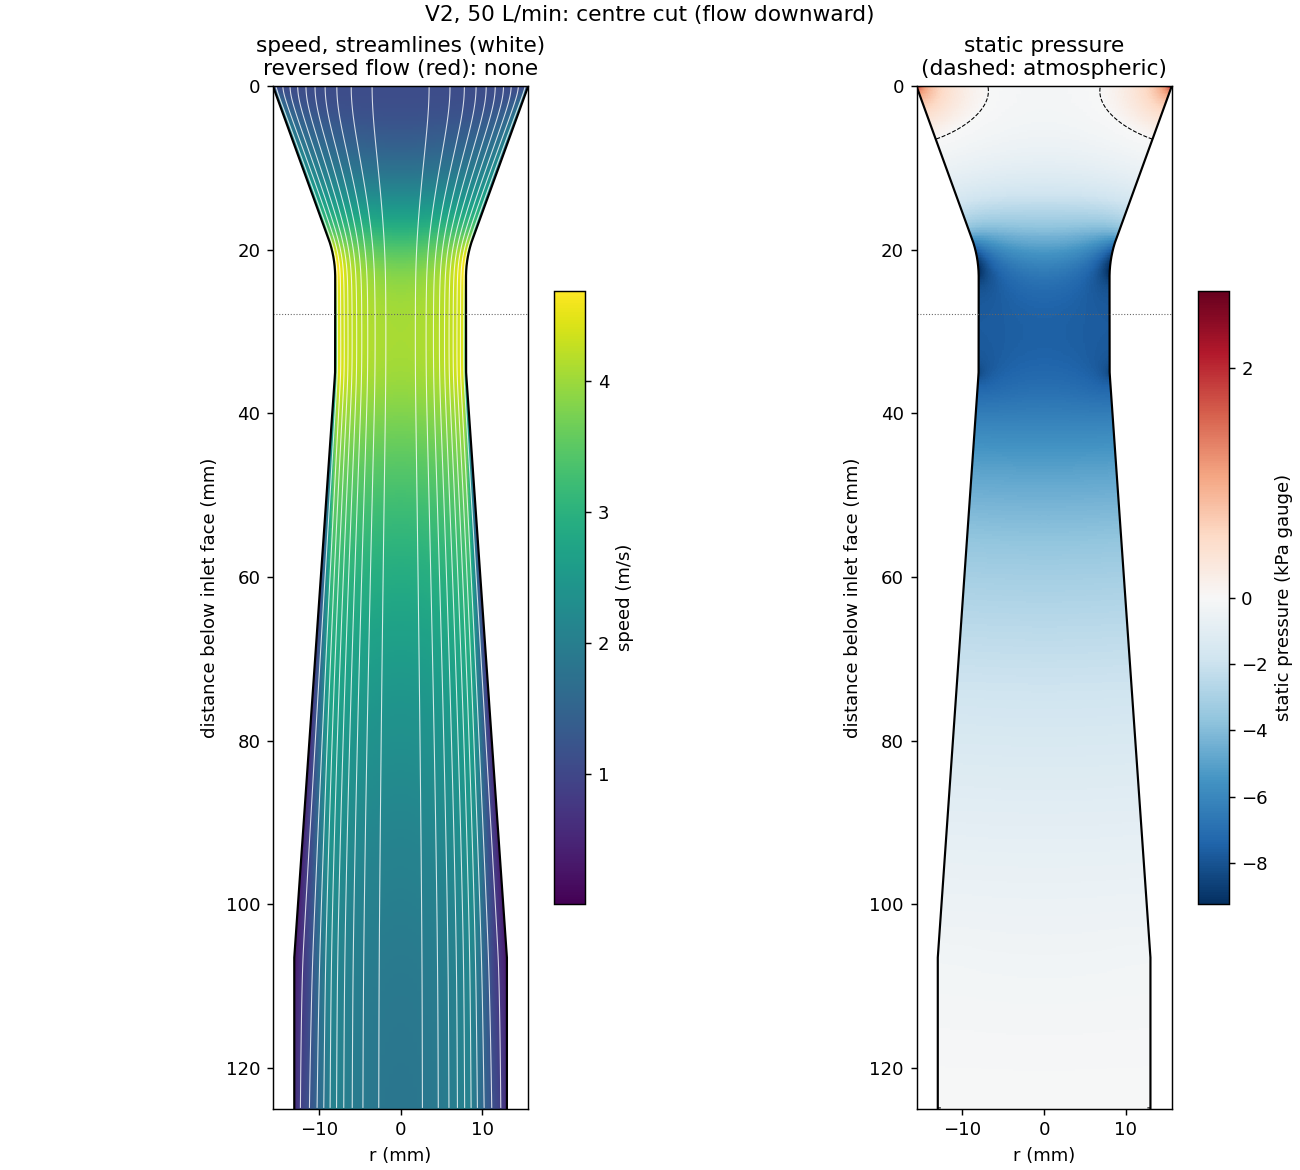 V2, 50 L/min: centre cut (flow downward)
speed, streamlines (white)
reversed flow (red): none
0
20
40
60
80
100
120
distance below inlet face (mm)
−10
0
10
r (mm)
4
3
2
1
speed (m/s)
static pressure
(dashed: atmospheric)
0
20
40
60
80
100
120
distance below inlet face (mm)
−10
0
10
r (mm)
2
0
−2
−4
−6
−8
static pressure (kPa gauge)